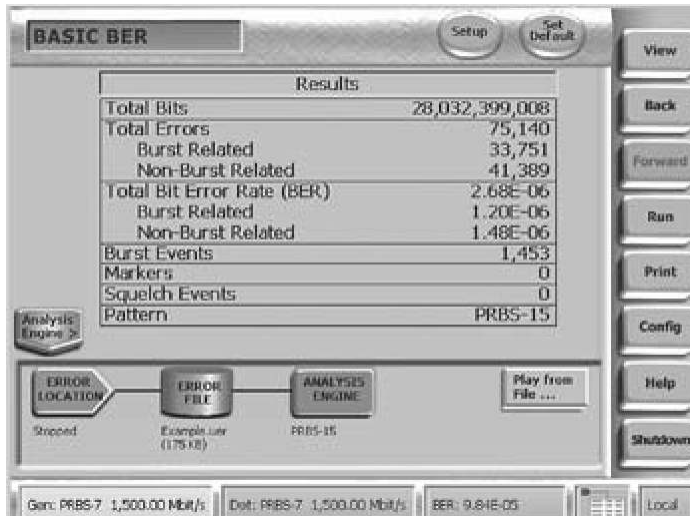 BASIC BER
Setup
Set Default
View
Results
Total Bits 28,032,399,008
Back
Total Errors 75,140
Burst Related 33,751
Non-Burst Related 41,389
Forward
Total Bit Error Rate (BER) 2.68E-06
Burst Related 1.20E-06
Non-Burst Related 1.48E-06
Run
Burst Events 1,453
Markers 0
Print
Squelch Events 0
Pattern PRBS-15
Analysis Engine >
Config
ERROR LOCATION
ERROR FILE
ANALYSIS ENGINE
Play from File ...
Help
Stopped
Example.uer (175 KB)
PRBS-15
Shutdown
Gen: PRBS-7 1,500.00 Mbit/s
Det: PRBS-7 1,500.00 Mbit/s
BER: 9.84E-05
Local